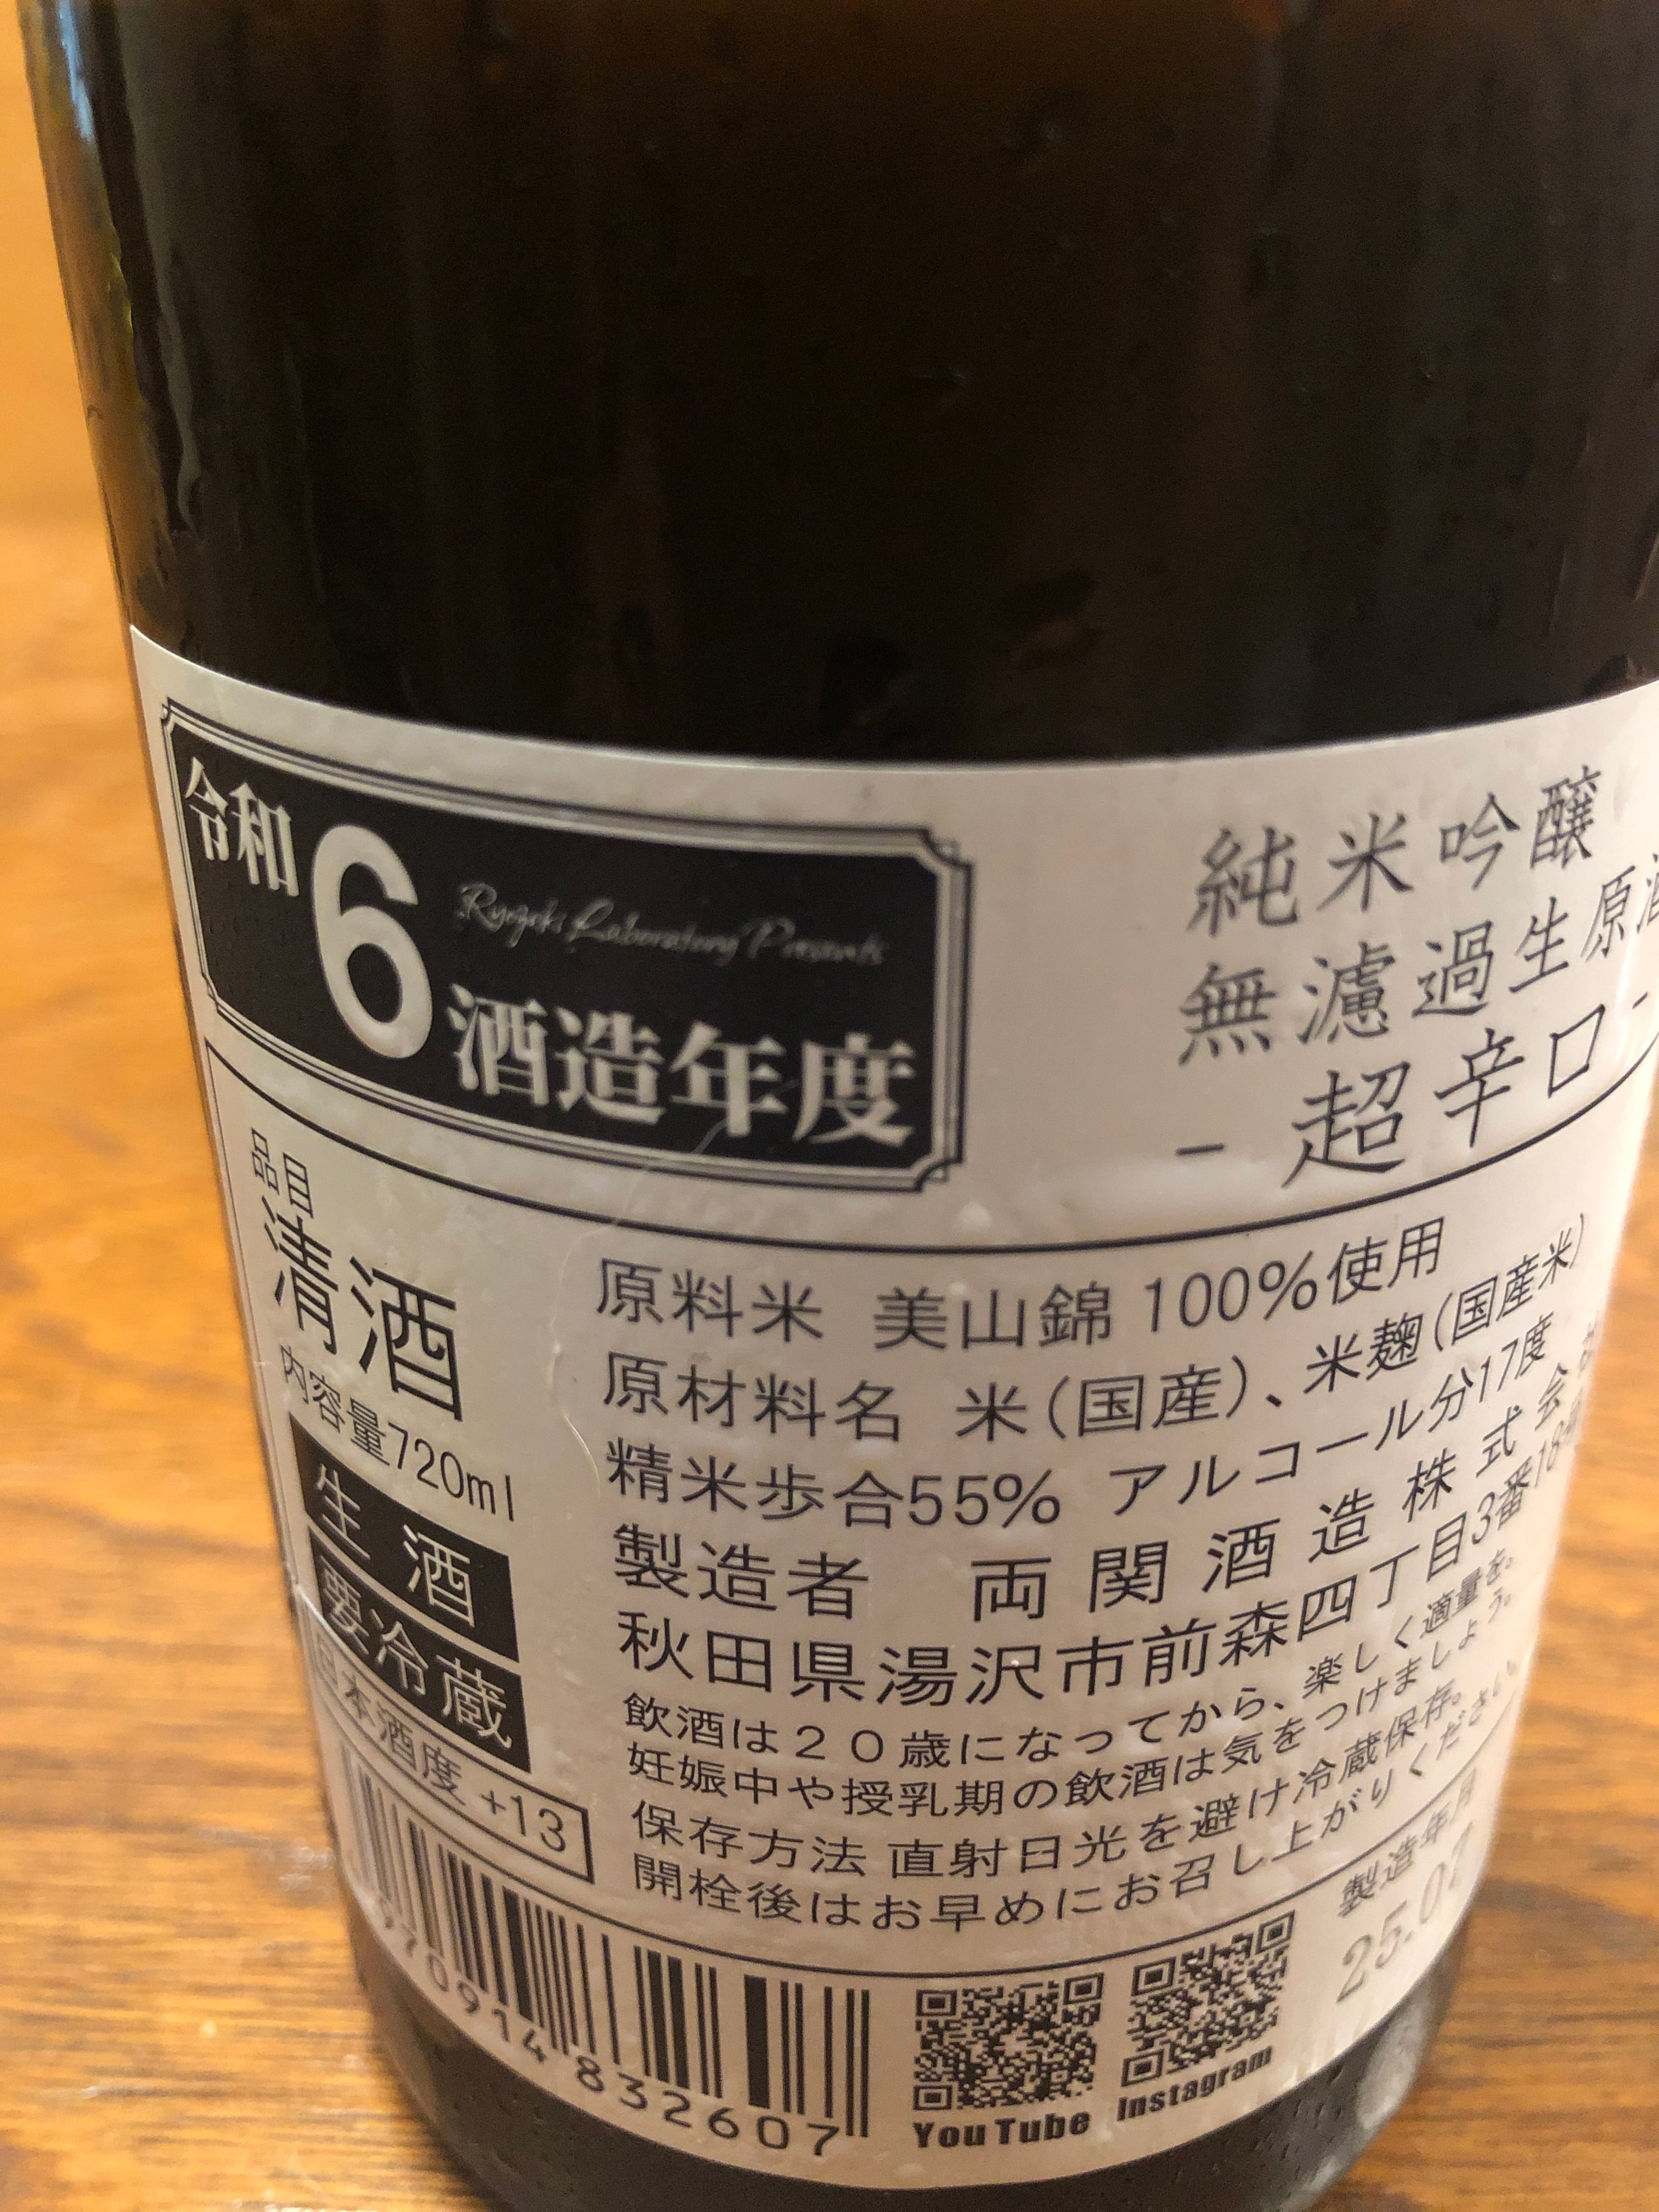 令和6
Ryozeki Laboratory Presents
酒造年度
純米吟醸
無濾過生原酒
- 超辛口 -
品目
清酒
内容量720ml
生酒
要冷蔵
日本酒度 +13
原料米 美山錦 100%使用
原材料名 米(国産)、米麹(国産米)
精米歩合55% アルコール分17度
製造者 両関酒造株式会社
秋田県湯沢市前森四丁目3番18号
飲酒は20歳になってから、楽しく適量を。
妊娠中や授乳期の飲酒は気をつけましょう。
保存方法 直射日光を避け冷蔵保存。
開栓後はお早めにお召し上がりください
製造年月
25.07
970914 832607
YouTube
Instagram